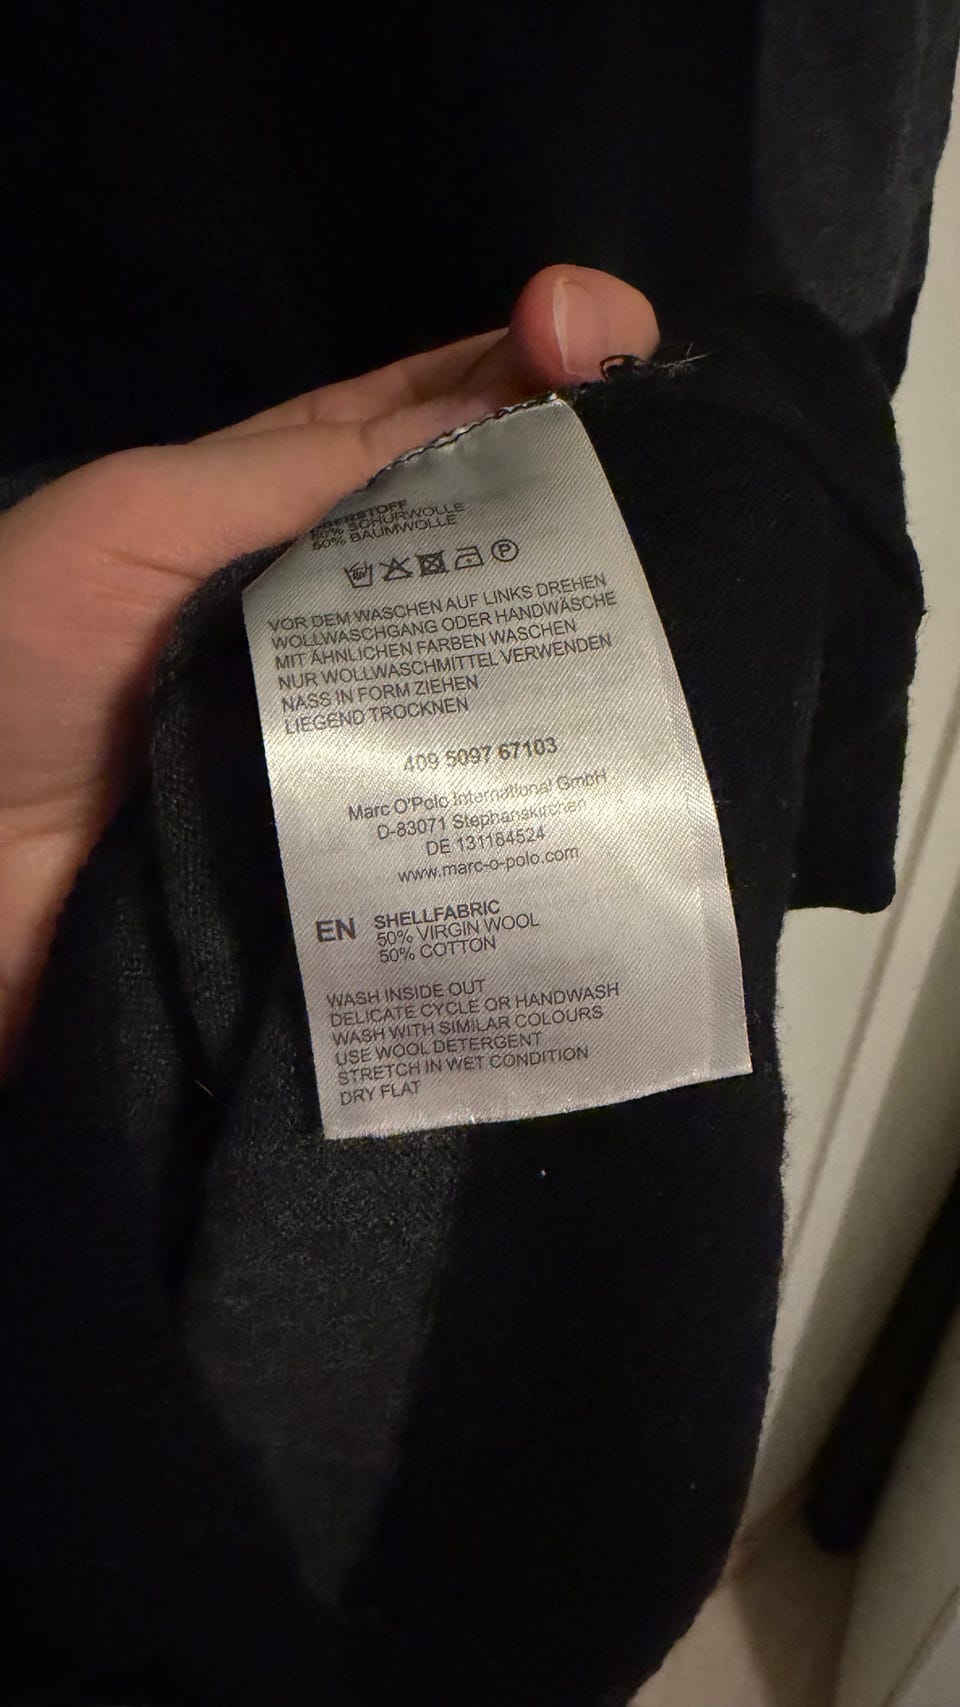 OBERSTOFF
50% SCHURWOLLE
50% BAUMWOLLE
P
VOR DEM WASCHEN AUF LINKS DREHEN
WOLLWASCHGANG ODER HANDWÄSCHE
MIT ÄHNLICHEN FARBEN WASCHEN
NUR WOLLWASCHMITTEL VERWENDEN
NASS IN FORM ZIEHEN
LIEGEND TROCKNEN
409 5097 67103
Marc O'Polo International GmbH
D-83071 Stephanskirchen
DE 131184524
www.marc-o-polo.com
EN SHELLFABRIC
50% VIRGIN WOOL
50% COTTON
WASH INSIDE OUT
DELICATE CYCLE OR HANDWASH
WASH WITH SIMILAR COLOURS
USE WOOL DETERGENT
STRETCH IN WET CONDITION
DRY FLAT